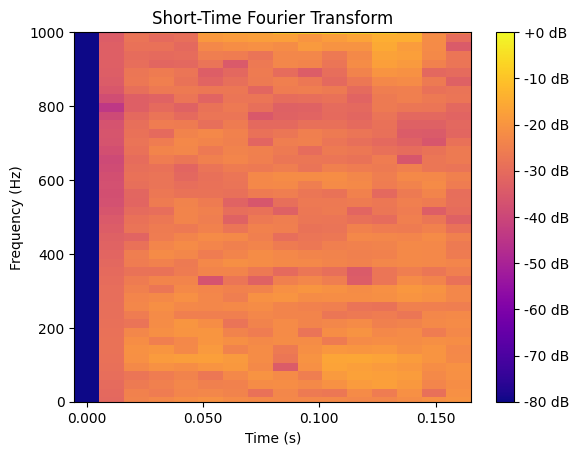 Short-Time Fourier Transform
Frequency (Hz)
1000
800
600
400
200
0
0.000
0.050
0.100
0.150
Time (s)
+0 dB
-10 dB
-20 dB
-30 dB
-40 dB
-50 dB
-60 dB
-70 dB
-80 dB